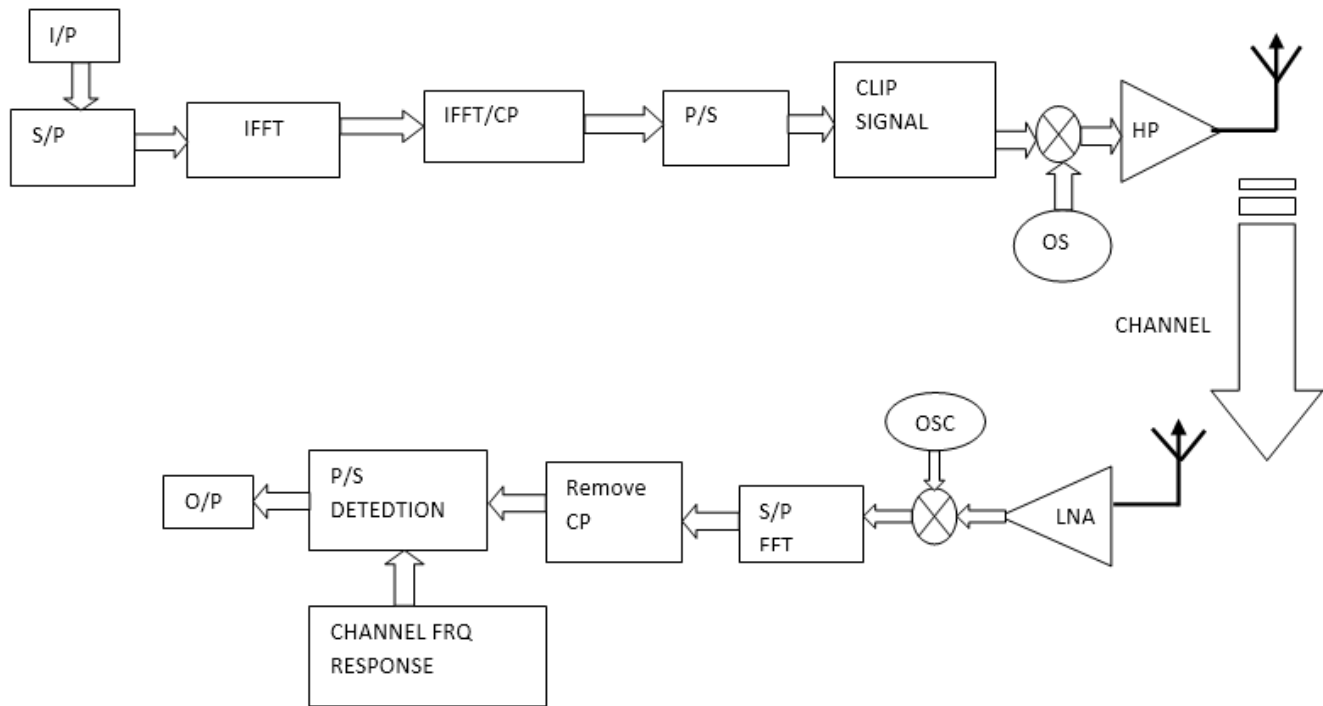 I/P
S/P
IFFT
IFFT/CP
P/S
CLIP
SIGNAL
HP
OS
CHANNEL
OSC
LNA
S/P
FFT
Remove
CP
P/S
DETEDTION
O/P
CHANNEL FRQ
RESPONSE